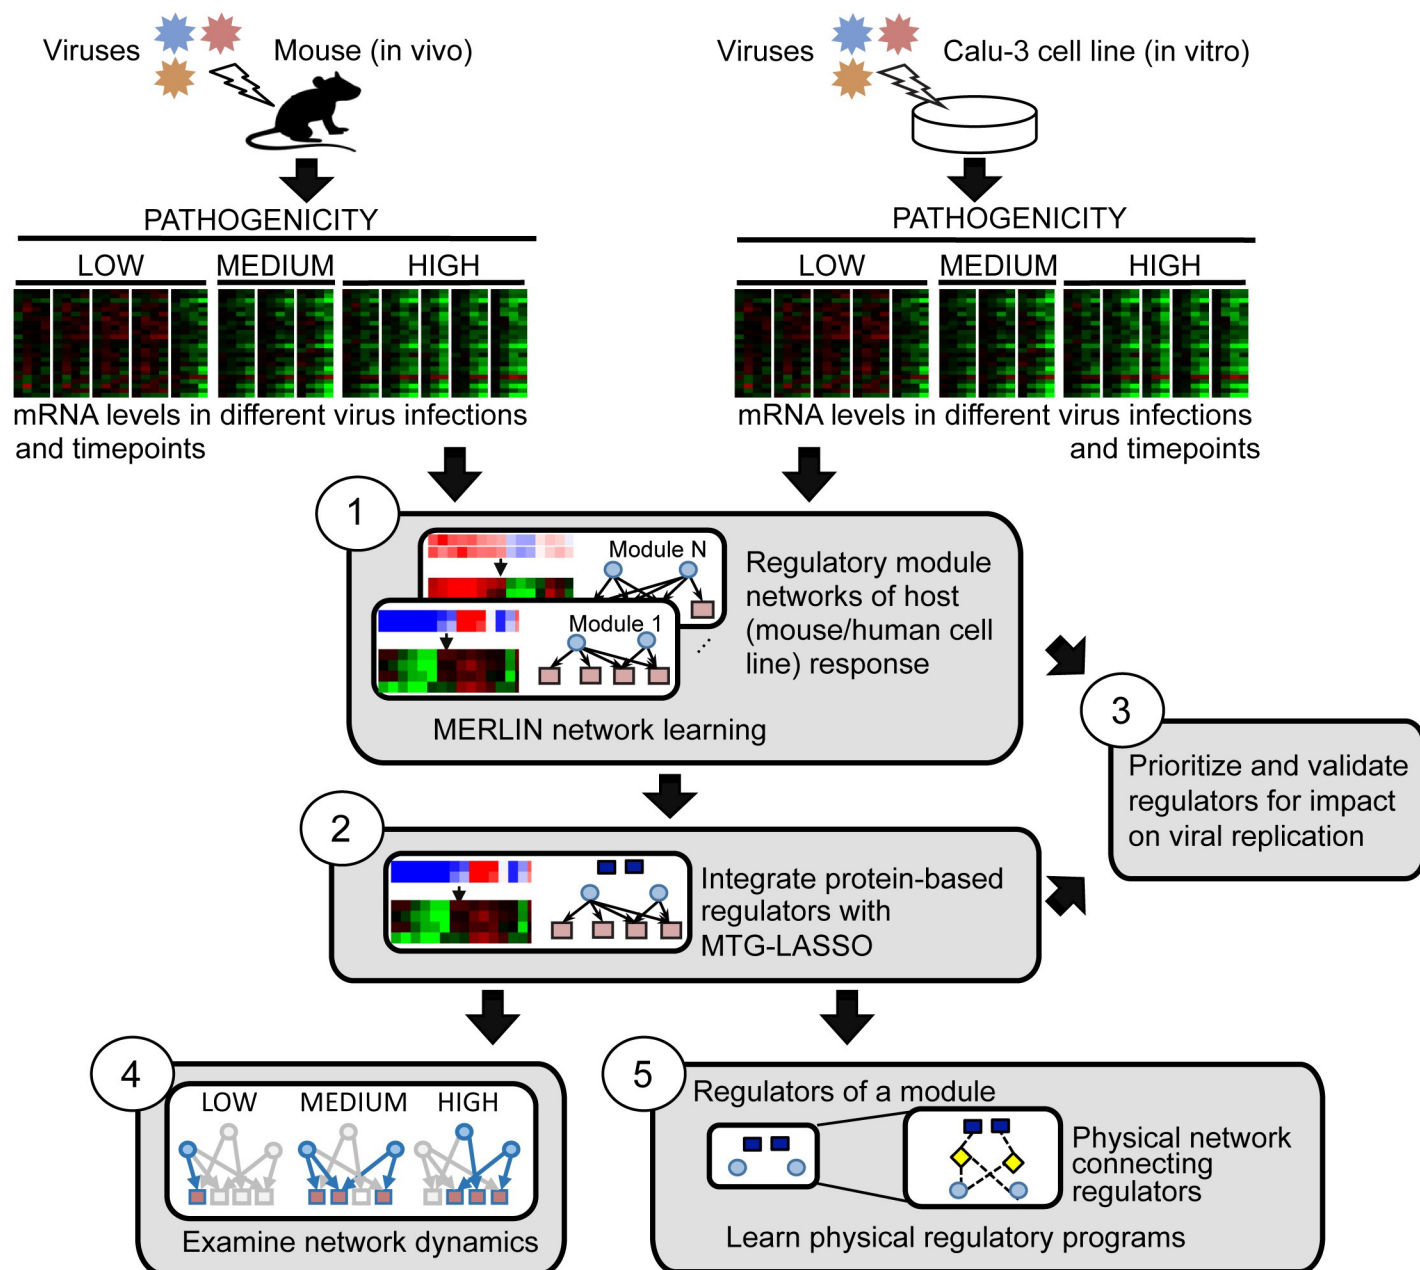 Viruses
Mouse (in vivo)
Viruses
Calu-3 cell line (in vitro)
PATHOGENICITY
LOW
MEDIUM
HIGH
mRNA levels in different virus infections
and timepoints
PATHOGENICITY
LOW
MEDIUM
HIGH
mRNA levels in different virus infections
and timepoints
1
Module N
Module 1
...
Regulatory module
networks of host
(mouse/human cell
line) response
MERLIN network learning
2
Integrate protein-based
regulators with
MTG-LASSO
3
Prioritize and validate
regulators for impact
on viral replication
4
LOW
MEDIUM
HIGH
Examine network dynamics
5
Regulators of a module
Physical network
connecting
regulators
Learn physical regulatory programs